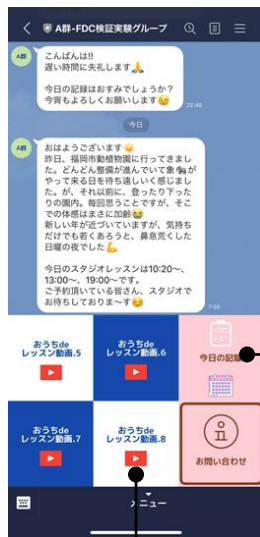 A群-FDC検証実験グループ
A群
こんばんは!!
遅い時間に失礼します🙏
今日の記録はおすみでしょうか?
今宵もよろしくお願いします😉
22:40
今日
A群
おはようございます☀️
昨日、福岡市動植物園に行ってきまし
た。どんどん整備が進んでいて象🐘が
やって来る日を待ち遠しいく感じまし
た。が、それ以前に、登ったり下った
りの園内。毎回思うことですが、そこ
での体感はまさに加齢😂
新しい年が近づいていますが、気持ち
だけでも若くあろうと、鼻息荒くした
日曜の夜でした💪
今日のスタジオレッスンは10:20〜、
13:00〜、19:00〜です。
ご予約頂いている皆さん、スタジオで
お待ちしておりま〜す😉
7:00
おうちde
レッスン動画.5
おうちde
レッスン動画.6
今日の記録
おうちde
レッスン動画.7
おうちde
レッスン動画.8
お問い合わせ
メニュー